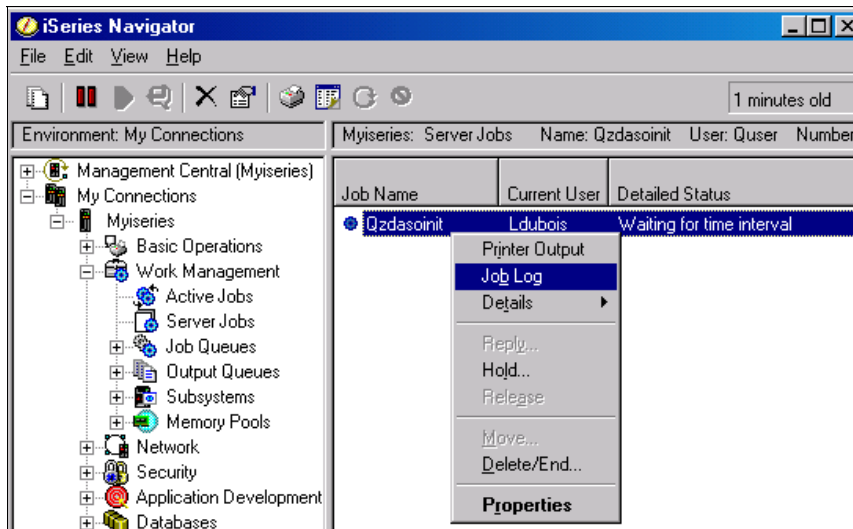 iSeries Navigator
File Edit View Help
1 minutes old
Environment: My Connections
Myiseries: Server Jobs Name: Qzdasoinit User: Quser Number
Management Central (Myiseries)
My Connections
Myiseries
Basic Operations
Work Management
Active Jobs
Server Jobs
Job Queues
Output Queues
Subsystems
Memory Pools
Network
Security
Application Development
Databases
Job Name Current User Detailed Status
Qzdasoinit Ldubois Waiting for time interval
Printer Output
Job Log
Details
Reply...
Hold...
Release
Move...
Delete/End...
Properties